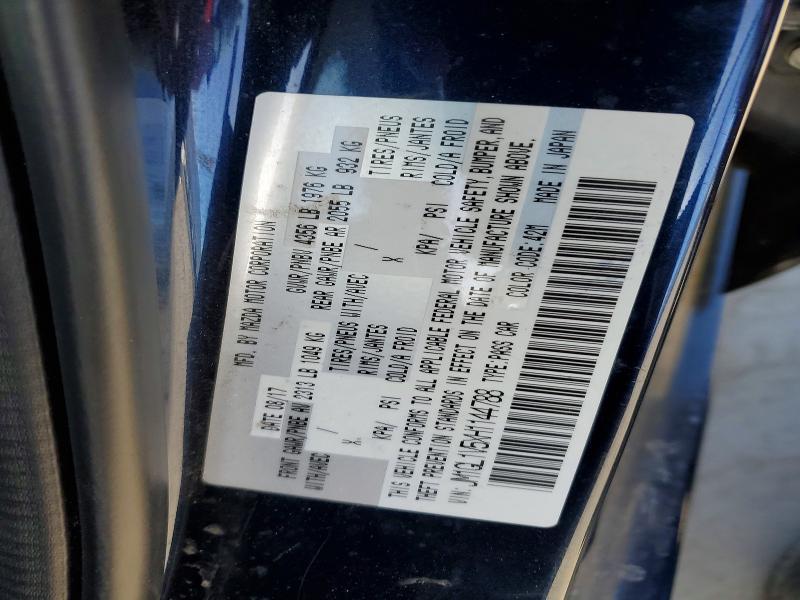 MFD. BY MAZDA MOTOR CORPORATION
DATE 09/17 GVWR/PNBV 4356 LB 1976 KG
FRONT GAWR/PNBE AV 2313 LB 1049 KG REAR GAWR/PNBE AR 2055 LB 932 KG
WITH/AVEC TIRES/PNEUS WITH/AVEC TIRES/PNEUS
/ RIMS/JANTES / RIMS/JANTES
X X
KPA/ PSI COLD/A FROID KPA/ PSI COLD/A FROID
THIS VEHICLE CONFORMS TO ALL APPLICABLE FEDERAL MOTOR VEHICLE SAFETY, BUMPER, AND
THEFT PREVENTION STANDARDS IN EFFECT ON THE DATE OF MANUFACTURE SHOWN ABOVE.
VIN: TYPE:PASS CAR COLOR CODE:42M MADE IN JAPAN